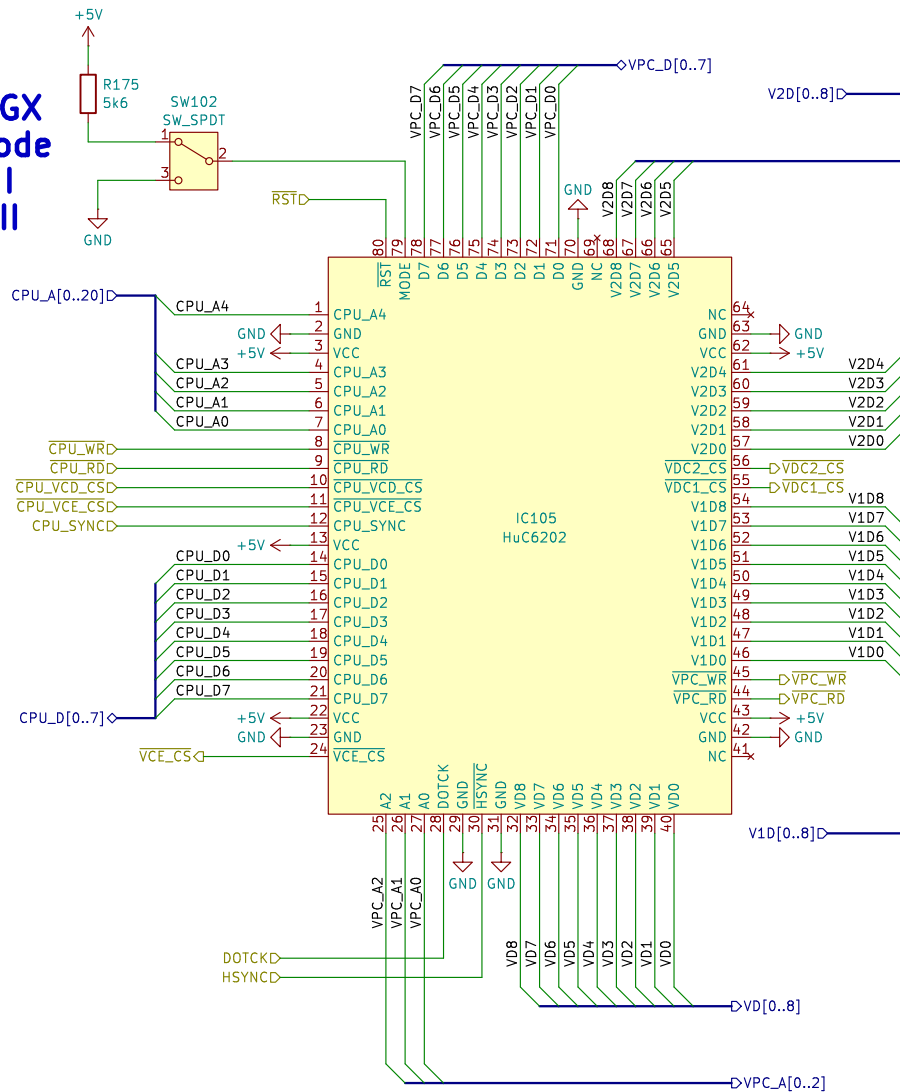 +5V
R175
5k6
SW102
SW_SPDT
1
2
3
GND
GX
ode
I
II
RST
VPC_D[0..7]
VPC_D7
VPC_D6
VPC_D5
VPC_D4
VPC_D3
VPC_D2
VPC_D1
VPC_D0
GND
V2D[0..8]
V2D8
V2D7
V2D6
V2D5
80
79
78
77
76
75
74
73
72
71
70
69
68
67
66
65
RST
MODE
D7
D6
D5
D4
D3
D2
D1
D0
GND
NC
V2D8
V2D7
V2D6
V2D5
CPU_A[0..20]
CPU_A4 1 CPU_A4
GND 2 GND
+5V 3 VCC
CPU_A3 4 CPU_A3
CPU_A2 5 CPU_A2
CPU_A1 6 CPU_A1
CPU_A0 7 CPU_A0
CPU_WR 8 CPU_WR
CPU_RD 9 CPU_RD
CPU_VCD_CS 10 CPU_VCD_CS
CPU_VCE_CS 11 CPU_VCE_CS
CPU_SYNC 12 CPU_SYNC
+5V 13 VCC
CPU_D0 14 CPU_D0
CPU_D1 15 CPU_D1
CPU_D2 16 CPU_D2
CPU_D3 17 CPU_D3
CPU_D4 18 CPU_D4
CPU_D5 19 CPU_D5
CPU_D6 20 CPU_D6
CPU_D7 21 CPU_D7
CPU_D[0..7]
+5V 22 VCC
GND 23 GND
VCE_CS 24 VCE_CS
IC105
HuC6202
NC 64
GND 63 GND
VCC 62 +5V
V2D4 61 V2D4
V2D3 60 V2D3
V2D2 59 V2D2
V2D1 58 V2D1
V2D0 57 V2D0
VDC2_CS 56 VDC2_CS
VDC1_CS 55 VDC1_CS
V1D8 54 V1D8
V1D7 53 V1D7
V1D6 52 V1D6
V1D5 51 V1D5
V1D4 50 V1D4
V1D3 49 V1D3
V1D2 48 V1D2
V1D1 47 V1D1
V1D0 46 V1D0
VPC_WR 45 VPC_WR
VPC_RD 44 VPC_RD
VCC 43 +5V
GND 42 GND
NC 41
A2
A1
A0
DOTCK
GND
HSYNC
GND
VD8
VD7
VD6
VD5
VD4
VD3
VD2
VD1
VD0
25
26
27
28
29
30
31
32
33
34
35
36
37
38
39
40
V1D[0..8]
GND
GND
VPC_A2
VPC_A1
VPC_A0
VD8
VD7
VD6
VD5
VD4
VD3
VD2
VD1
VD0
DOTCK
HSYNC
VD[0..8]
VPC_A[0..2]